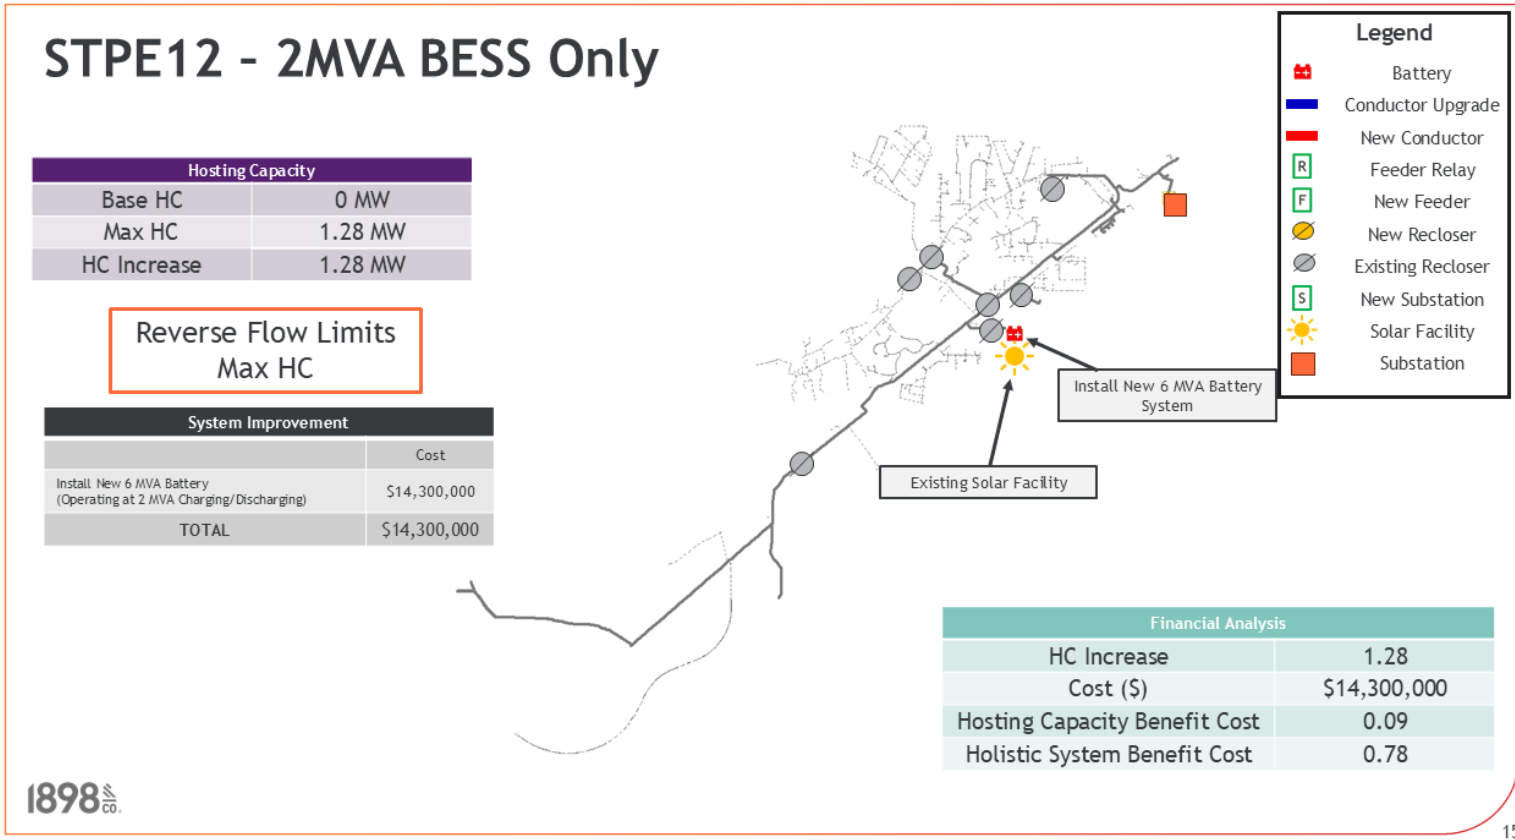 STPE12 – 2MVA BESS Only
Hosting Capacity
Base HC 0 MW
Max HC 1.28 MW
HC Increase 1.28 MW
Reverse Flow Limits
Max HC
System Improvement
Cost
Install New 6 MVA Battery
(Operating at 2 MVA Charging/Discharging) $14,300,000
TOTAL $14,300,000
Legend
Battery
Conductor Upgrade
New Conductor
R Feeder Relay
F New Feeder
New Recloser
Existing Recloser
S New Substation
Solar Facility
Substation
Install New 6 MVA Battery
System
Existing Solar Facility
Financial Analysis
HC Increase 1.28
Cost ($) $14,300,000
Hosting Capacity Benefit Cost 0.09
Holistic System Benefit Cost 0.78
1898 & CO.